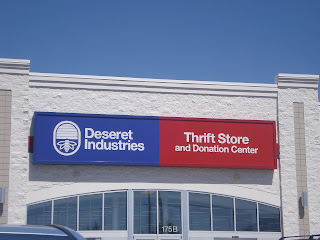 Deseret
Industries
Thrift Store
and Donation Center
175B